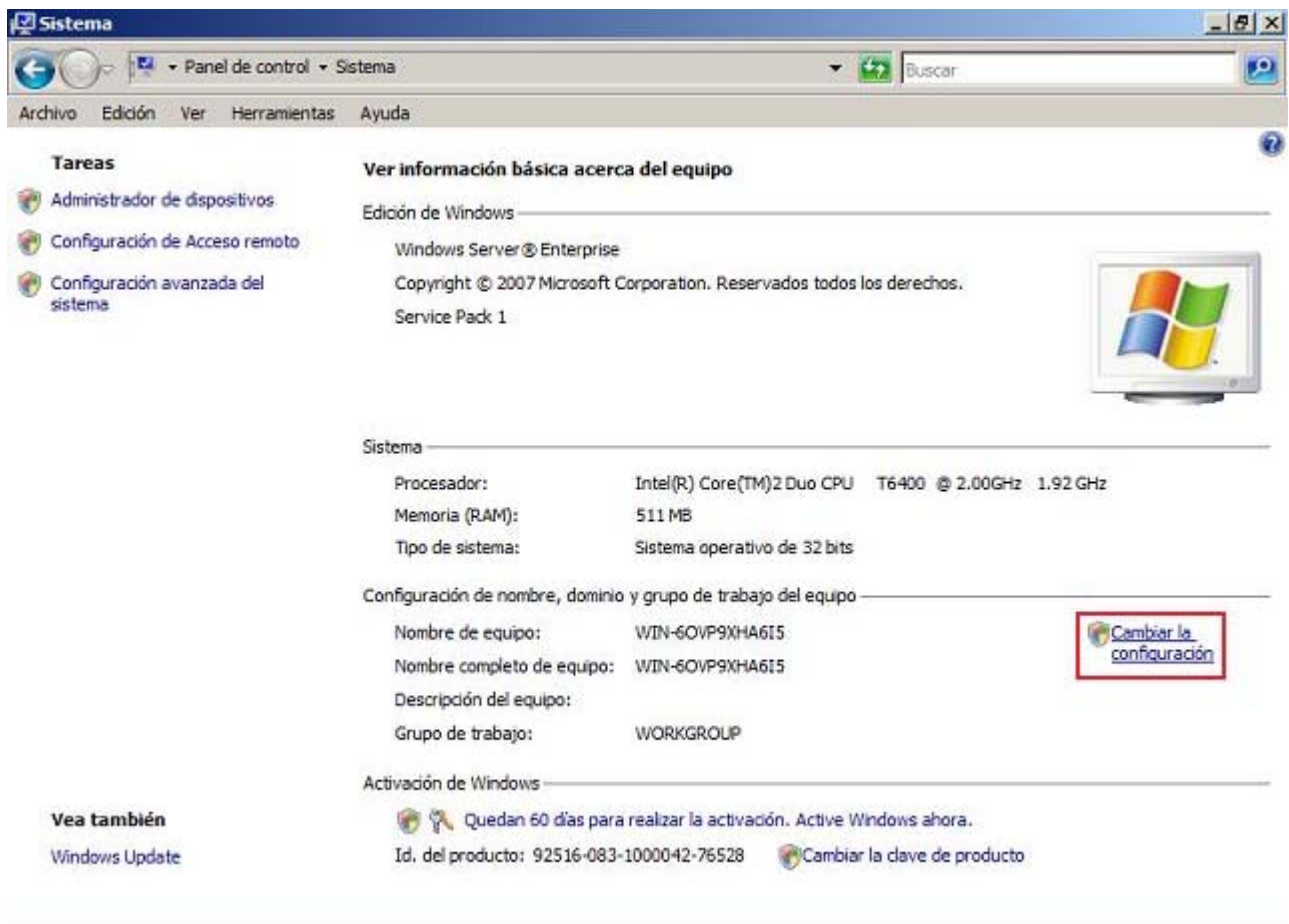 Sistema
Panel de control Sistema
Buscar
Archivo Edición Ver Herramientas Ayuda
Tareas
Administrador de dispositivos
Configuración de Acceso remoto
Configuración avanzada del
sistema
Ver información básica acerca del equipo
Edición de Windows
Windows Server® Enterprise
Copyright © 2007 Microsoft Corporation. Reservados todos los derechos.
Service Pack 1
Sistema
Procesador: Intel(R) Core(TM)2 Duo CPU T6400 @ 2.00GHz 1.92 GHz
Memoria (RAM): 511 MB
Tipo de sistema: Sistema operativo de 32 bits
Configuración de nombre, dominio y grupo de trabajo del equipo
Nombre de equipo: WIN-6OVP9XHA6I5
Cambiar la
configuración
Nombre completo de equipo: WIN-6OVP9XHA6I5
Descripción del equipo:
Grupo de trabajo: WORKGROUP
Activación de Windows
Quedan 60 días para realizar la activación. Active Windows ahora.
Id. del producto: 92516-083-1000042-76528 Cambiar la clave de producto
Vea también
Windows Update